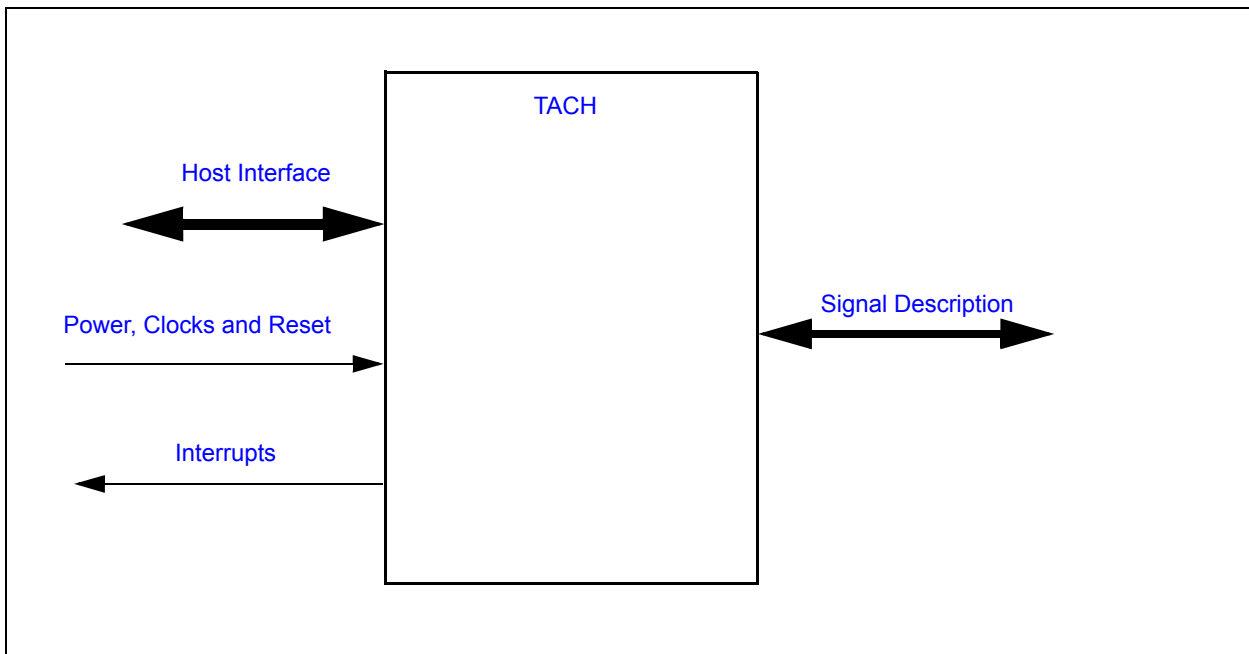 TACH
Host Interface
Signal Description
Power, Clocks and Reset
Interrupts